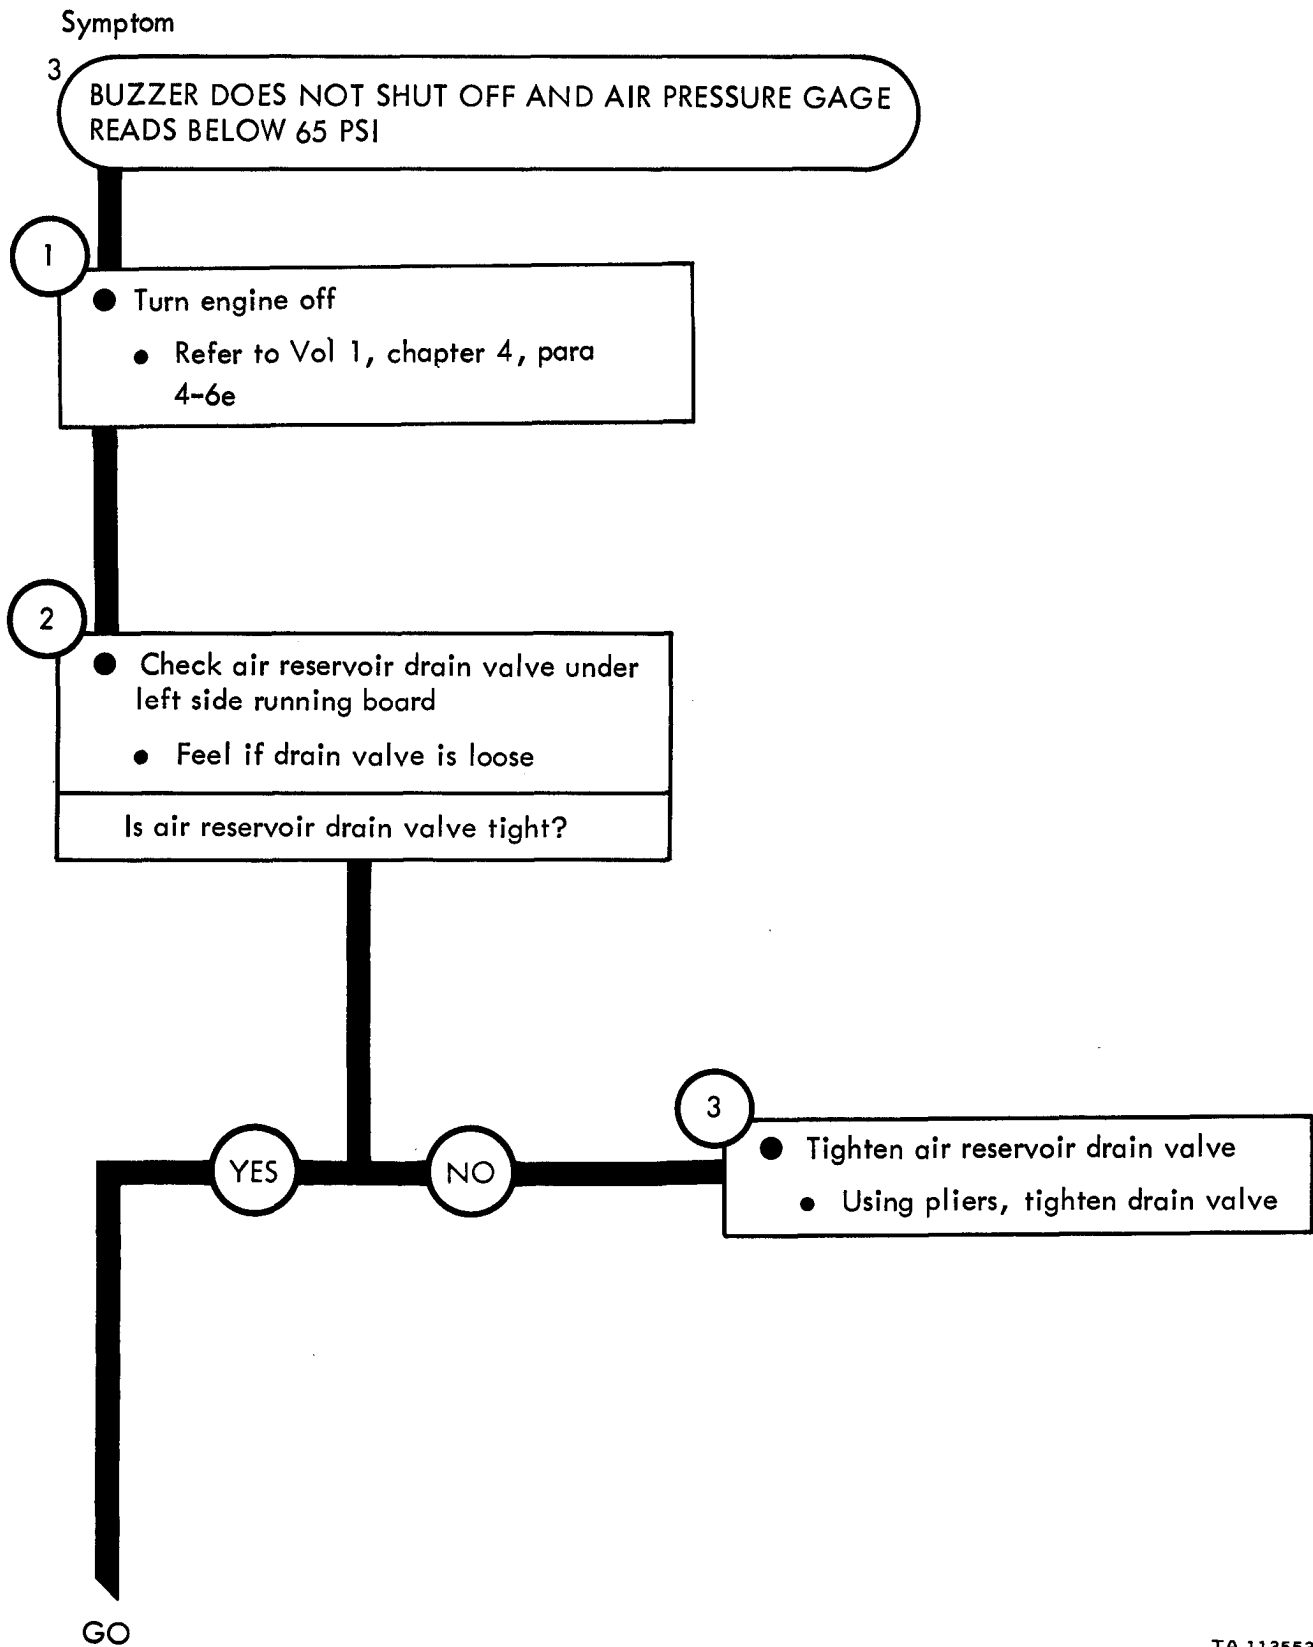 Symptom
3
BUZZER DOES NOT SHUT OFF AND AIR PRESSURE GAGE
READS BELOW 65 PSI
1
● Turn engine off
● Refer to Vol 1, chapter 4, para
4-6e
2
● Check air reservoir drain valve under
left side running board
● Feel if drain valve is loose
Is air reservoir drain valve tight?
YES
NO
3
● Tighten air reservoir drain valve
● Using pliers, tighten drain valve
GO